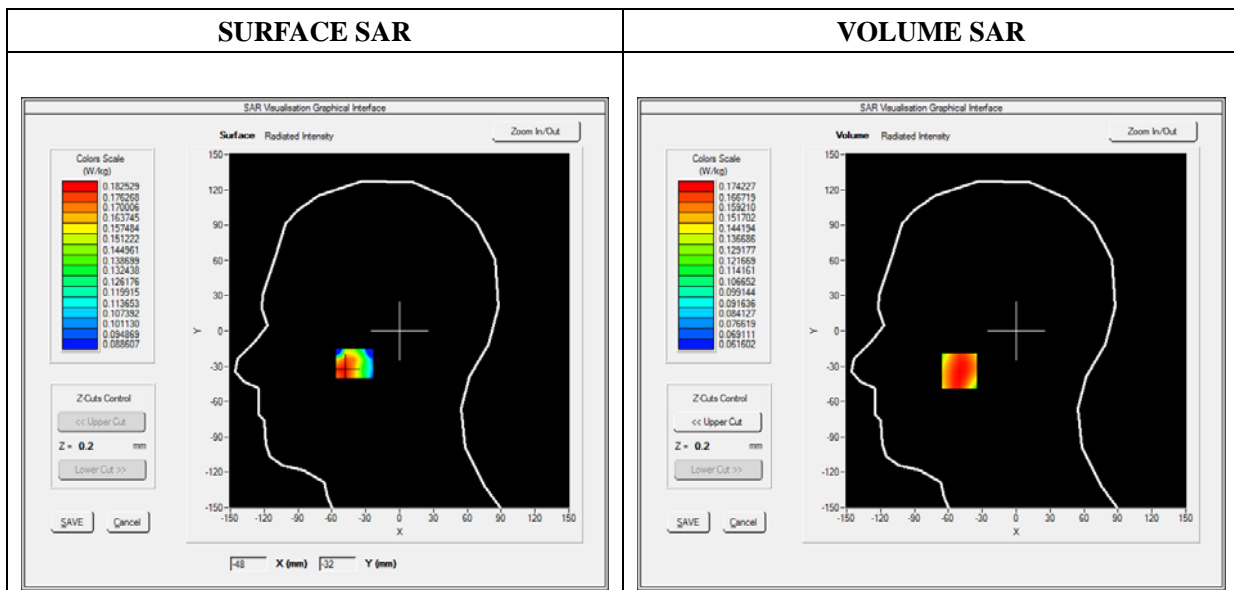 SURFACE SAR
VOLUME SAR
SAR Visualisation Graphical Interface
Surface Radiated Intensity
Zoom In/Out
Colors Scale
(W/kg)
0.182529
0.176268
0.170006
0.163745
0.157484
0.151222
0.144961
0.138699
0.132438
0.126176
0.119915
0.113653
0.107392
0.101130
0.094869
0.088607
Z-Cuts Control
<< Upper Cut
Z = 0.2 mm
Lower Cut >>
SAVE Cancel
150
120
90
60
30
0
-30
-60
-90
-120
-150
Y
-150 -120 -90 -60 -30 0 30 60 90 120 150
X
-48 X (mm) -32 Y (mm)
SAR Visualisation Graphical Interface
Volume Radiated Intensity
Zoom In/Out
Colors Scale
(W/kg)
0.174227
0.166719
0.159210
0.151702
0.144194
0.136686
0.129177
0.121669
0.114161
0.106652
0.099144
0.091636
0.084127
0.076619
0.069111
0.061602
Z-Cuts Control
<< Upper Cut
Z = 0.2 mm
Lower Cut >>
SAVE Cancel
150
120
90
60
30
0
-30
-60
-90
-120
-150
Y
-150 -120 -90 -60 -30 0 30 60 90 120 150
X